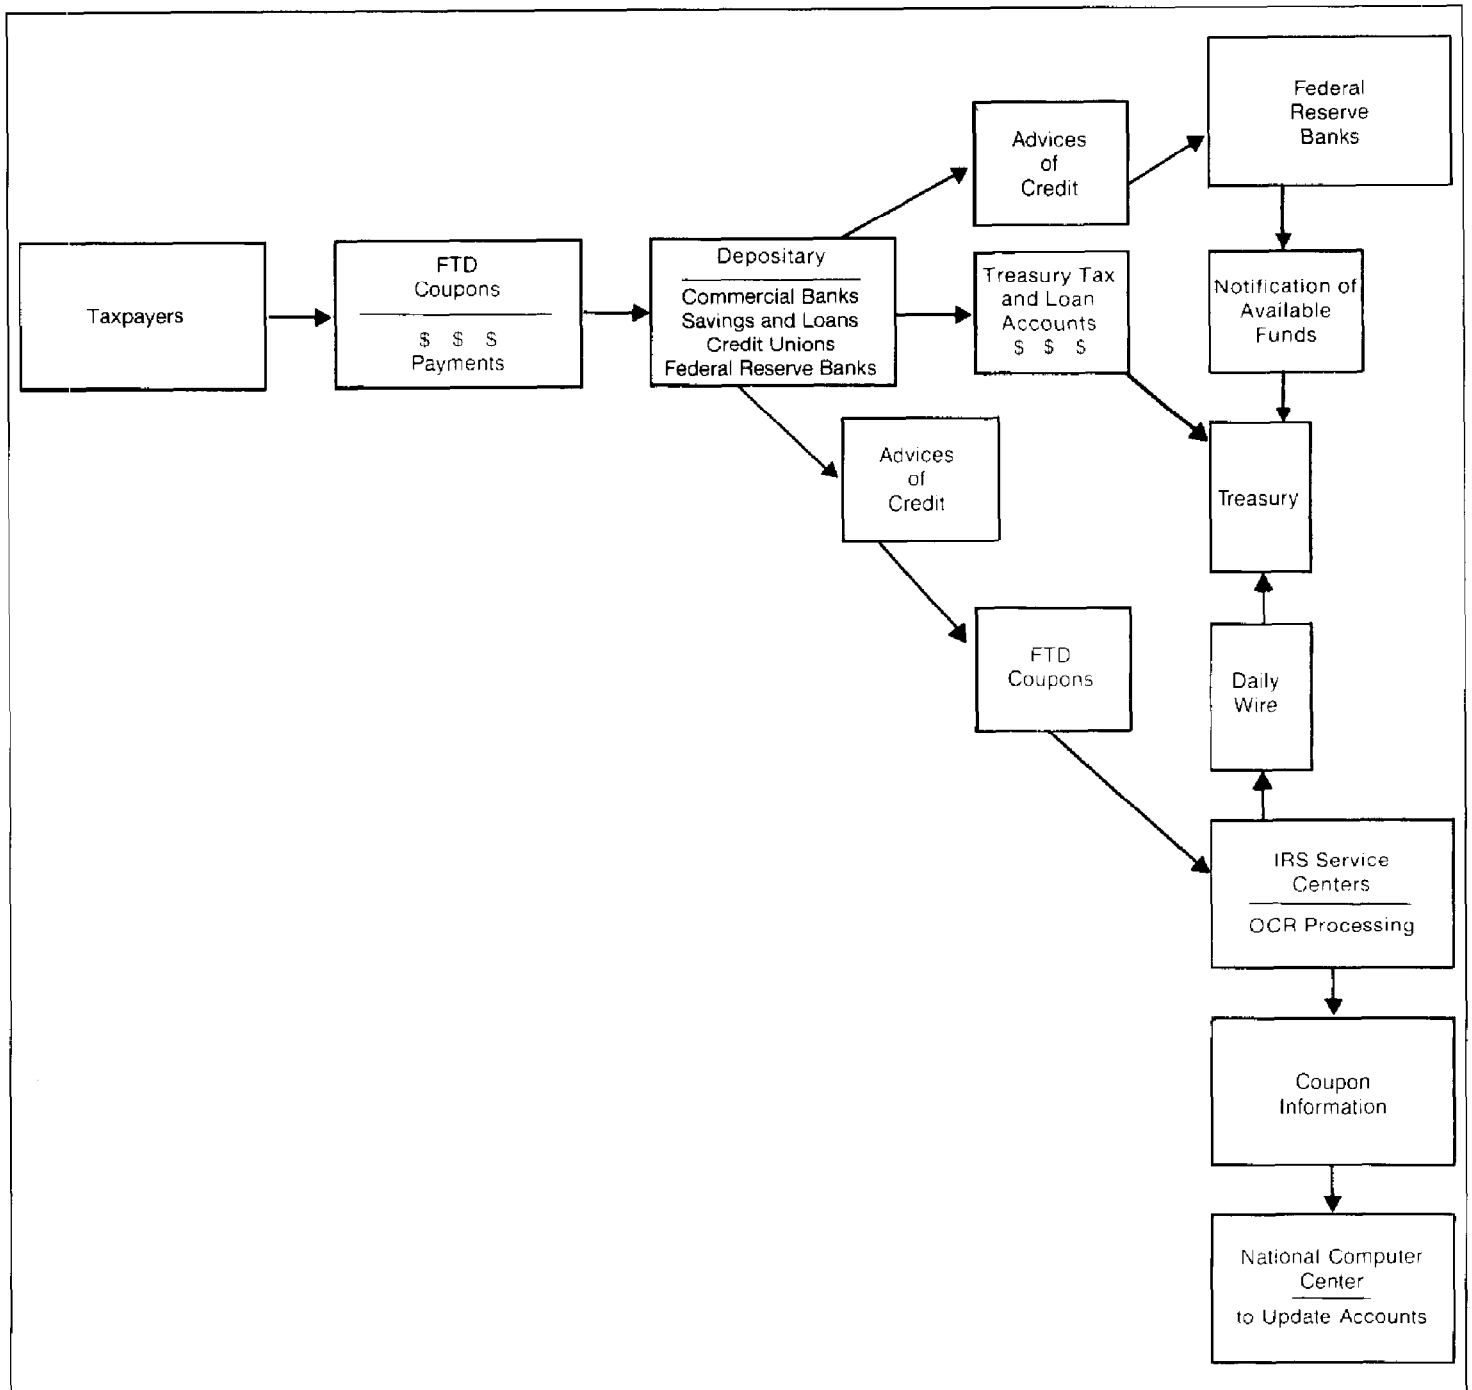 Federal
Reserve
Banks
Advices
of
Credit
Taxpayers
FTD
Coupons
$ $ $
Payments
Depositary
Commercial Banks
Savings and Loans
Credit Unions
Federal Reserve Banks
Treasury Tax
and Loan
Accounts
$ $ $
Notification of
Available
Funds
Advices
of
Credit
Treasury
FTD
Coupons
Daily
Wire
IRS Service
Centers
OCR Processing
Coupon
Information
National Computer
Center
to Update Accounts